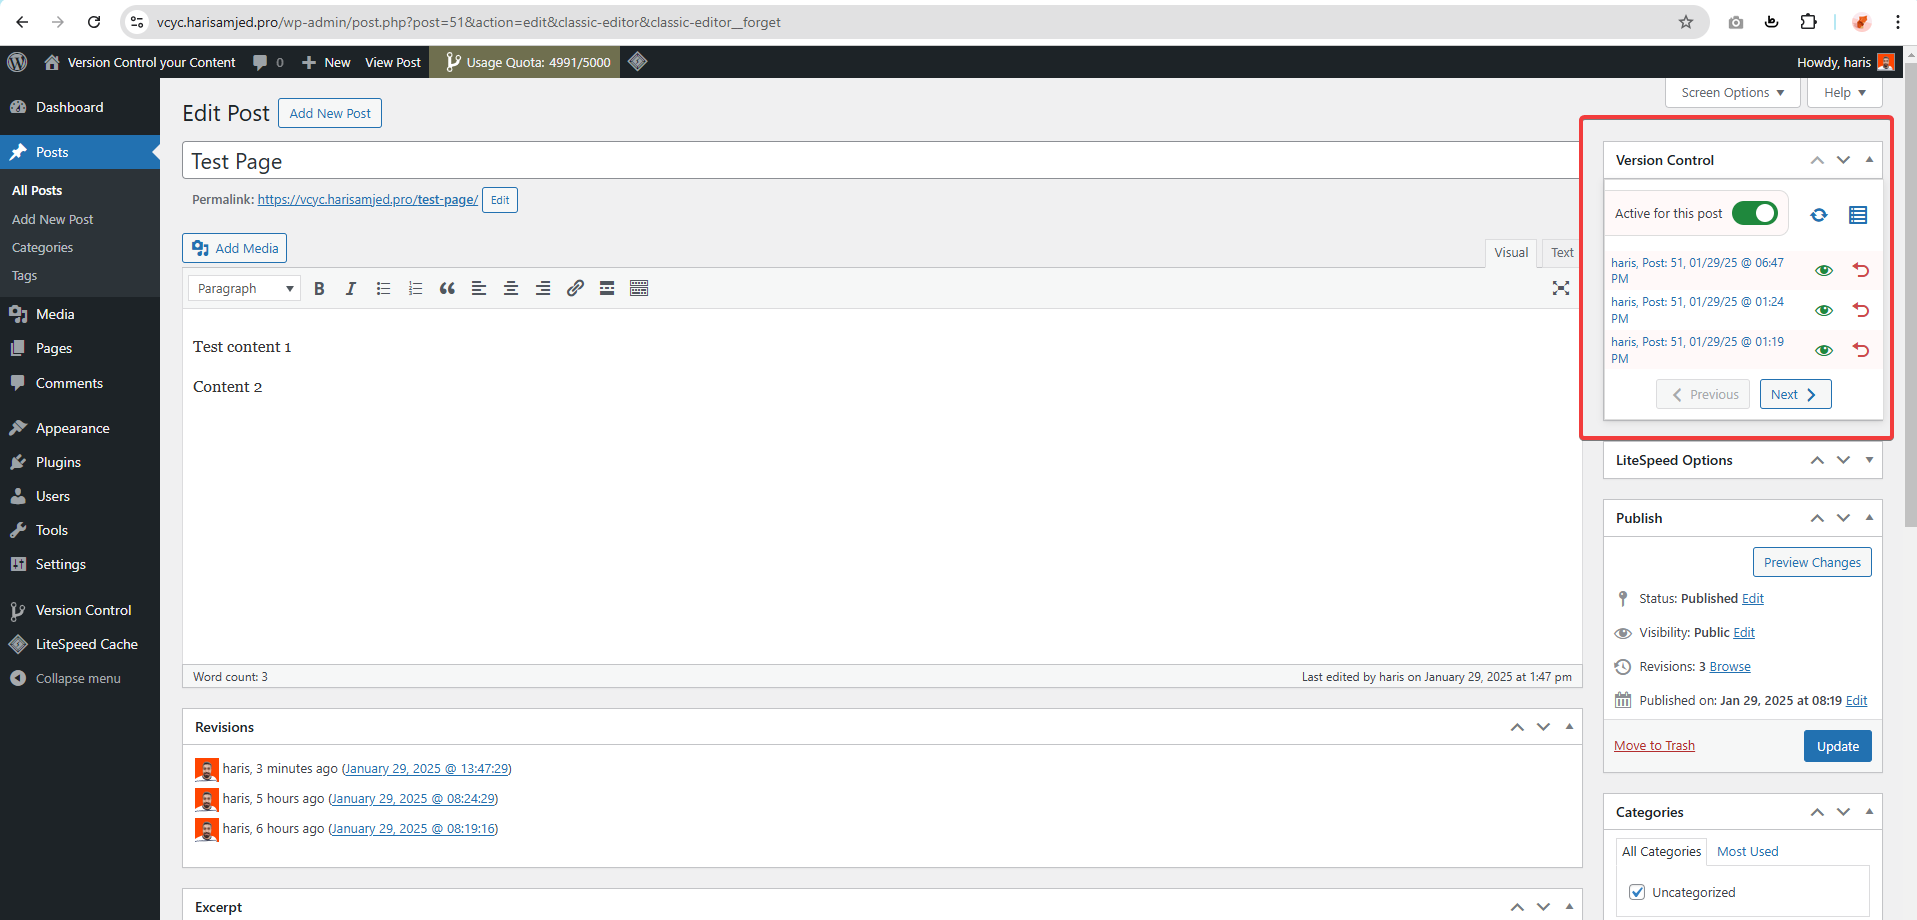 vcyc.harisamjed.pro/wp-admin/post.php?post=51&action=edit&classic-editor&classic-editor__forget
Version Control your Content
0
New
View Post
Usage Quota: 4991/5000
Howdy, haris
Dashboard
Posts
All Posts
Add New Post
Categories
Tags
Media
Pages
Comments
Appearance
Plugins
Users
Tools
Settings
Version Control
LiteSpeed Cache
Collapse menu
Screen Options
Help
Edit Post
Add New Post
Test Page
Permalink: https://vcyc.harisamjed.pro/test-page/
Edit
Add Media
Visual
Text
Paragraph
B
I
Test content 1
Content 2
Word count: 3
Last edited by haris on January 29, 2025 at 1:47 pm
Revisions
haris, 3 minutes ago (January 29, 2025 @ 13:47:29)
haris, 5 hours ago (January 29, 2025 @ 08:24:29)
haris, 6 hours ago (January 29, 2025 @ 08:19:16)
Excerpt
Version Control
Active for this post
haris, Post: 51, 01/29/25 @ 06:47
PM
haris, Post: 51, 01/29/25 @ 01:24
PM
haris, Post: 51, 01/29/25 @ 01:19
PM
Previous
Next
LiteSpeed Options
Publish
Preview Changes
Status: Published Edit
Visibility: Public Edit
Revisions: 3 Browse
Published on: Jan 29, 2025 at 08:19 Edit
Move to Trash
Update
Categories
All Categories
Most Used
Uncategorized